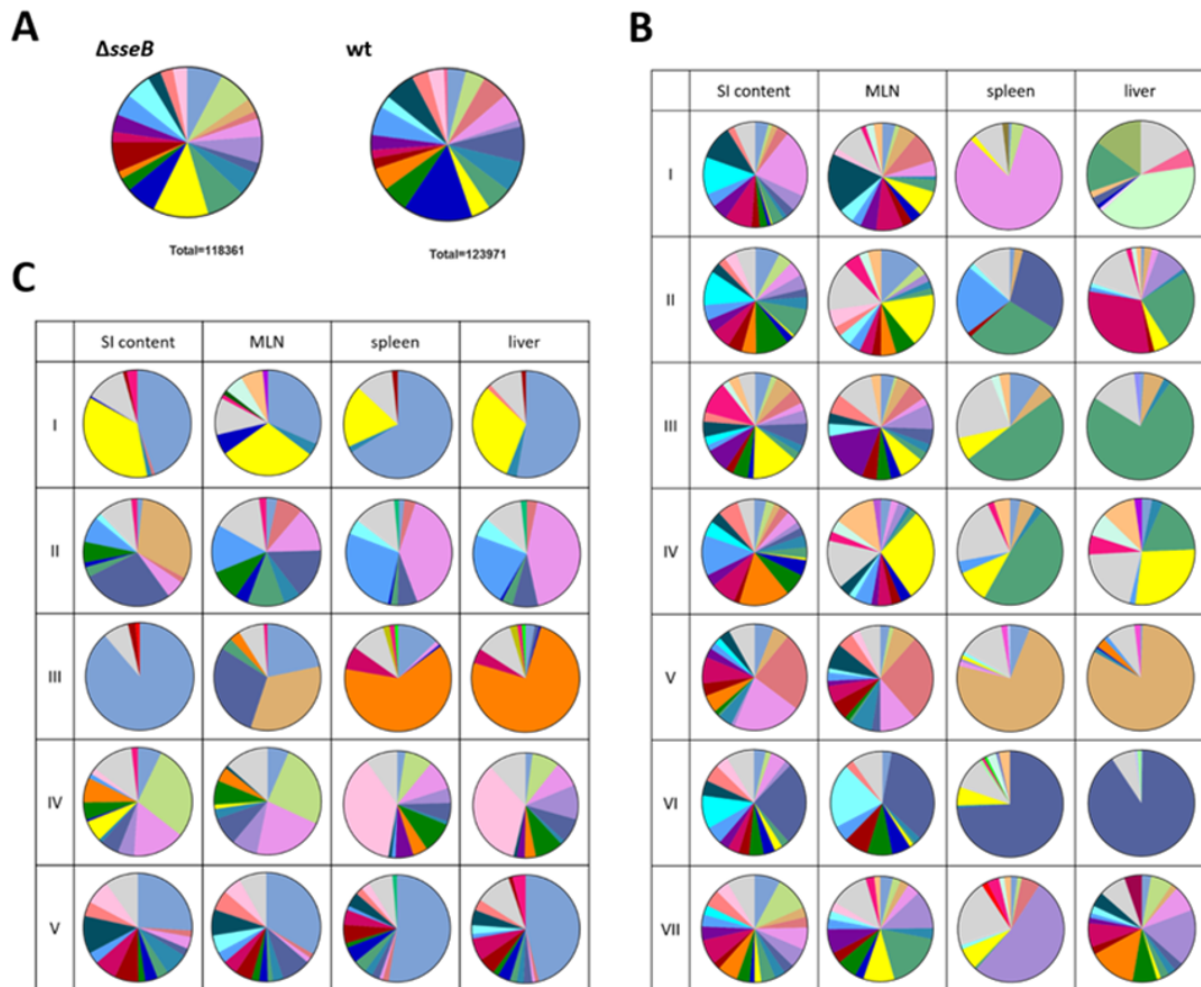 A
ΔsseB
wt
Total=118361
Total=123971
B
SI content
MLN
spleen
liver
I
II
III
IV
V
VI
VII
C
SI content
MLN
spleen
liver
I
II
III
IV
V